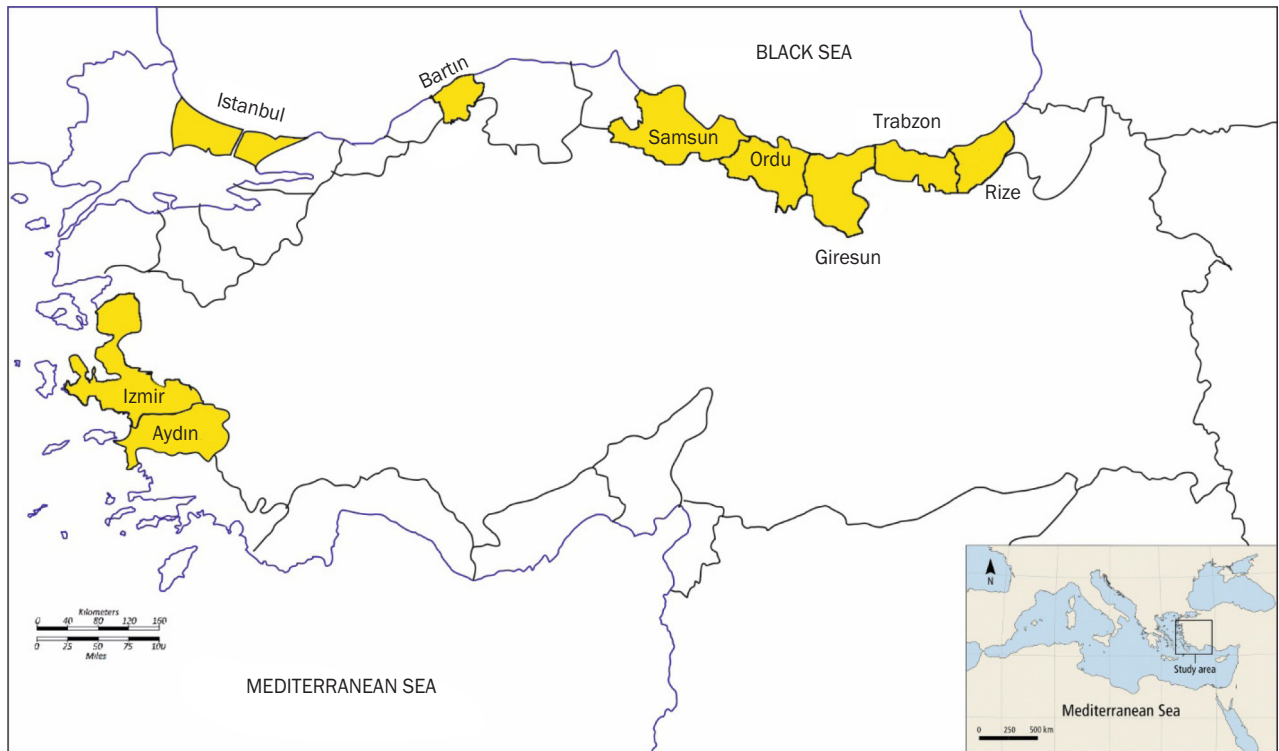 BLACK SEA
Istanbul
Bartın
Samsun
Ordu
Trabzon
Rize
Giresun
Izmir
Aydın
Kilometers
0 40 80 120 160
0 25 50 75 100
Miles
MEDITERRANEAN SEA
N
Study area
Mediterranean Sea
0 250 500 km